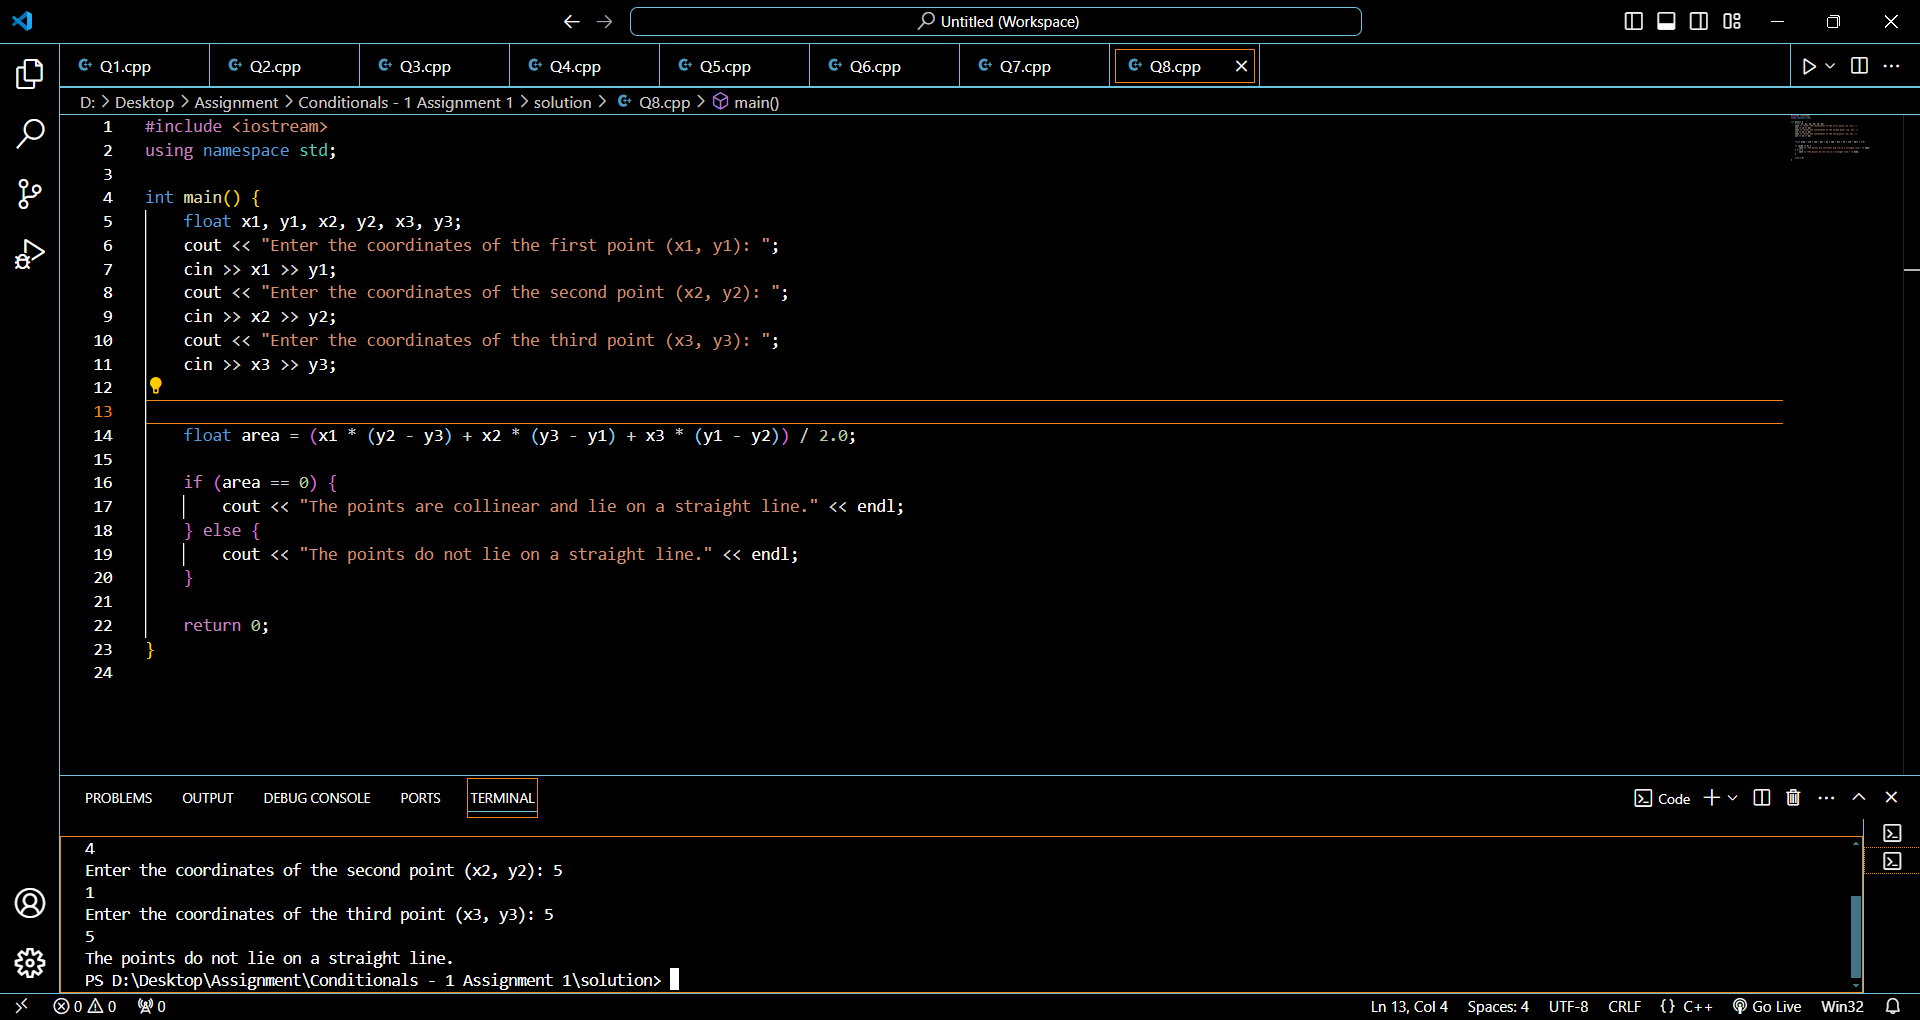 Untitled (Workspace)
Q1.cpp Q2.cpp Q3.cpp Q4.cpp Q5.cpp Q6.cpp Q7.cpp Q8.cpp
D: > Desktop > Assignment > Conditionals - 1 Assignment 1 > solution > Q8.cpp > main()
1 #include <iostream>
2 using namespace std;
3
4 int main() {
5 float x1, y1, x2, y2, x3, y3;
6 cout << "Enter the coordinates of the first point (x1, y1): ";
7 cin >> x1 >> y1;
8 cout << "Enter the coordinates of the second point (x2, y2): ";
9 cin >> x2 >> y2;
10 cout << "Enter the coordinates of the third point (x3, y3): ";
11 cin >> x3 >> y3;
12
13
14 float area = (x1 * (y2 - y3) + x2 * (y3 - y1) + x3 * (y1 - y2)) / 2.0;
15
16 if (area == 0) {
17 cout << "The points are collinear and lie on a straight line." << endl;
18 } else {
19 cout << "The points do not lie on a straight line." << endl;
20 }
21
22 return 0;
23 }
24
PROBLEMS OUTPUT DEBUG CONSOLE PORTS TERMINAL Code
4
Enter the coordinates of the second point (x2, y2): 5
1
Enter the coordinates of the third point (x3, y3): 5
5
The points do not lie on a straight line.
PS D:\Desktop\Assignment\Conditionals - 1 Assignment 1\solution>
0 0 0 Ln 13, Col 4 Spaces: 4 UTF-8 CRLF {} C++ Go Live Win32